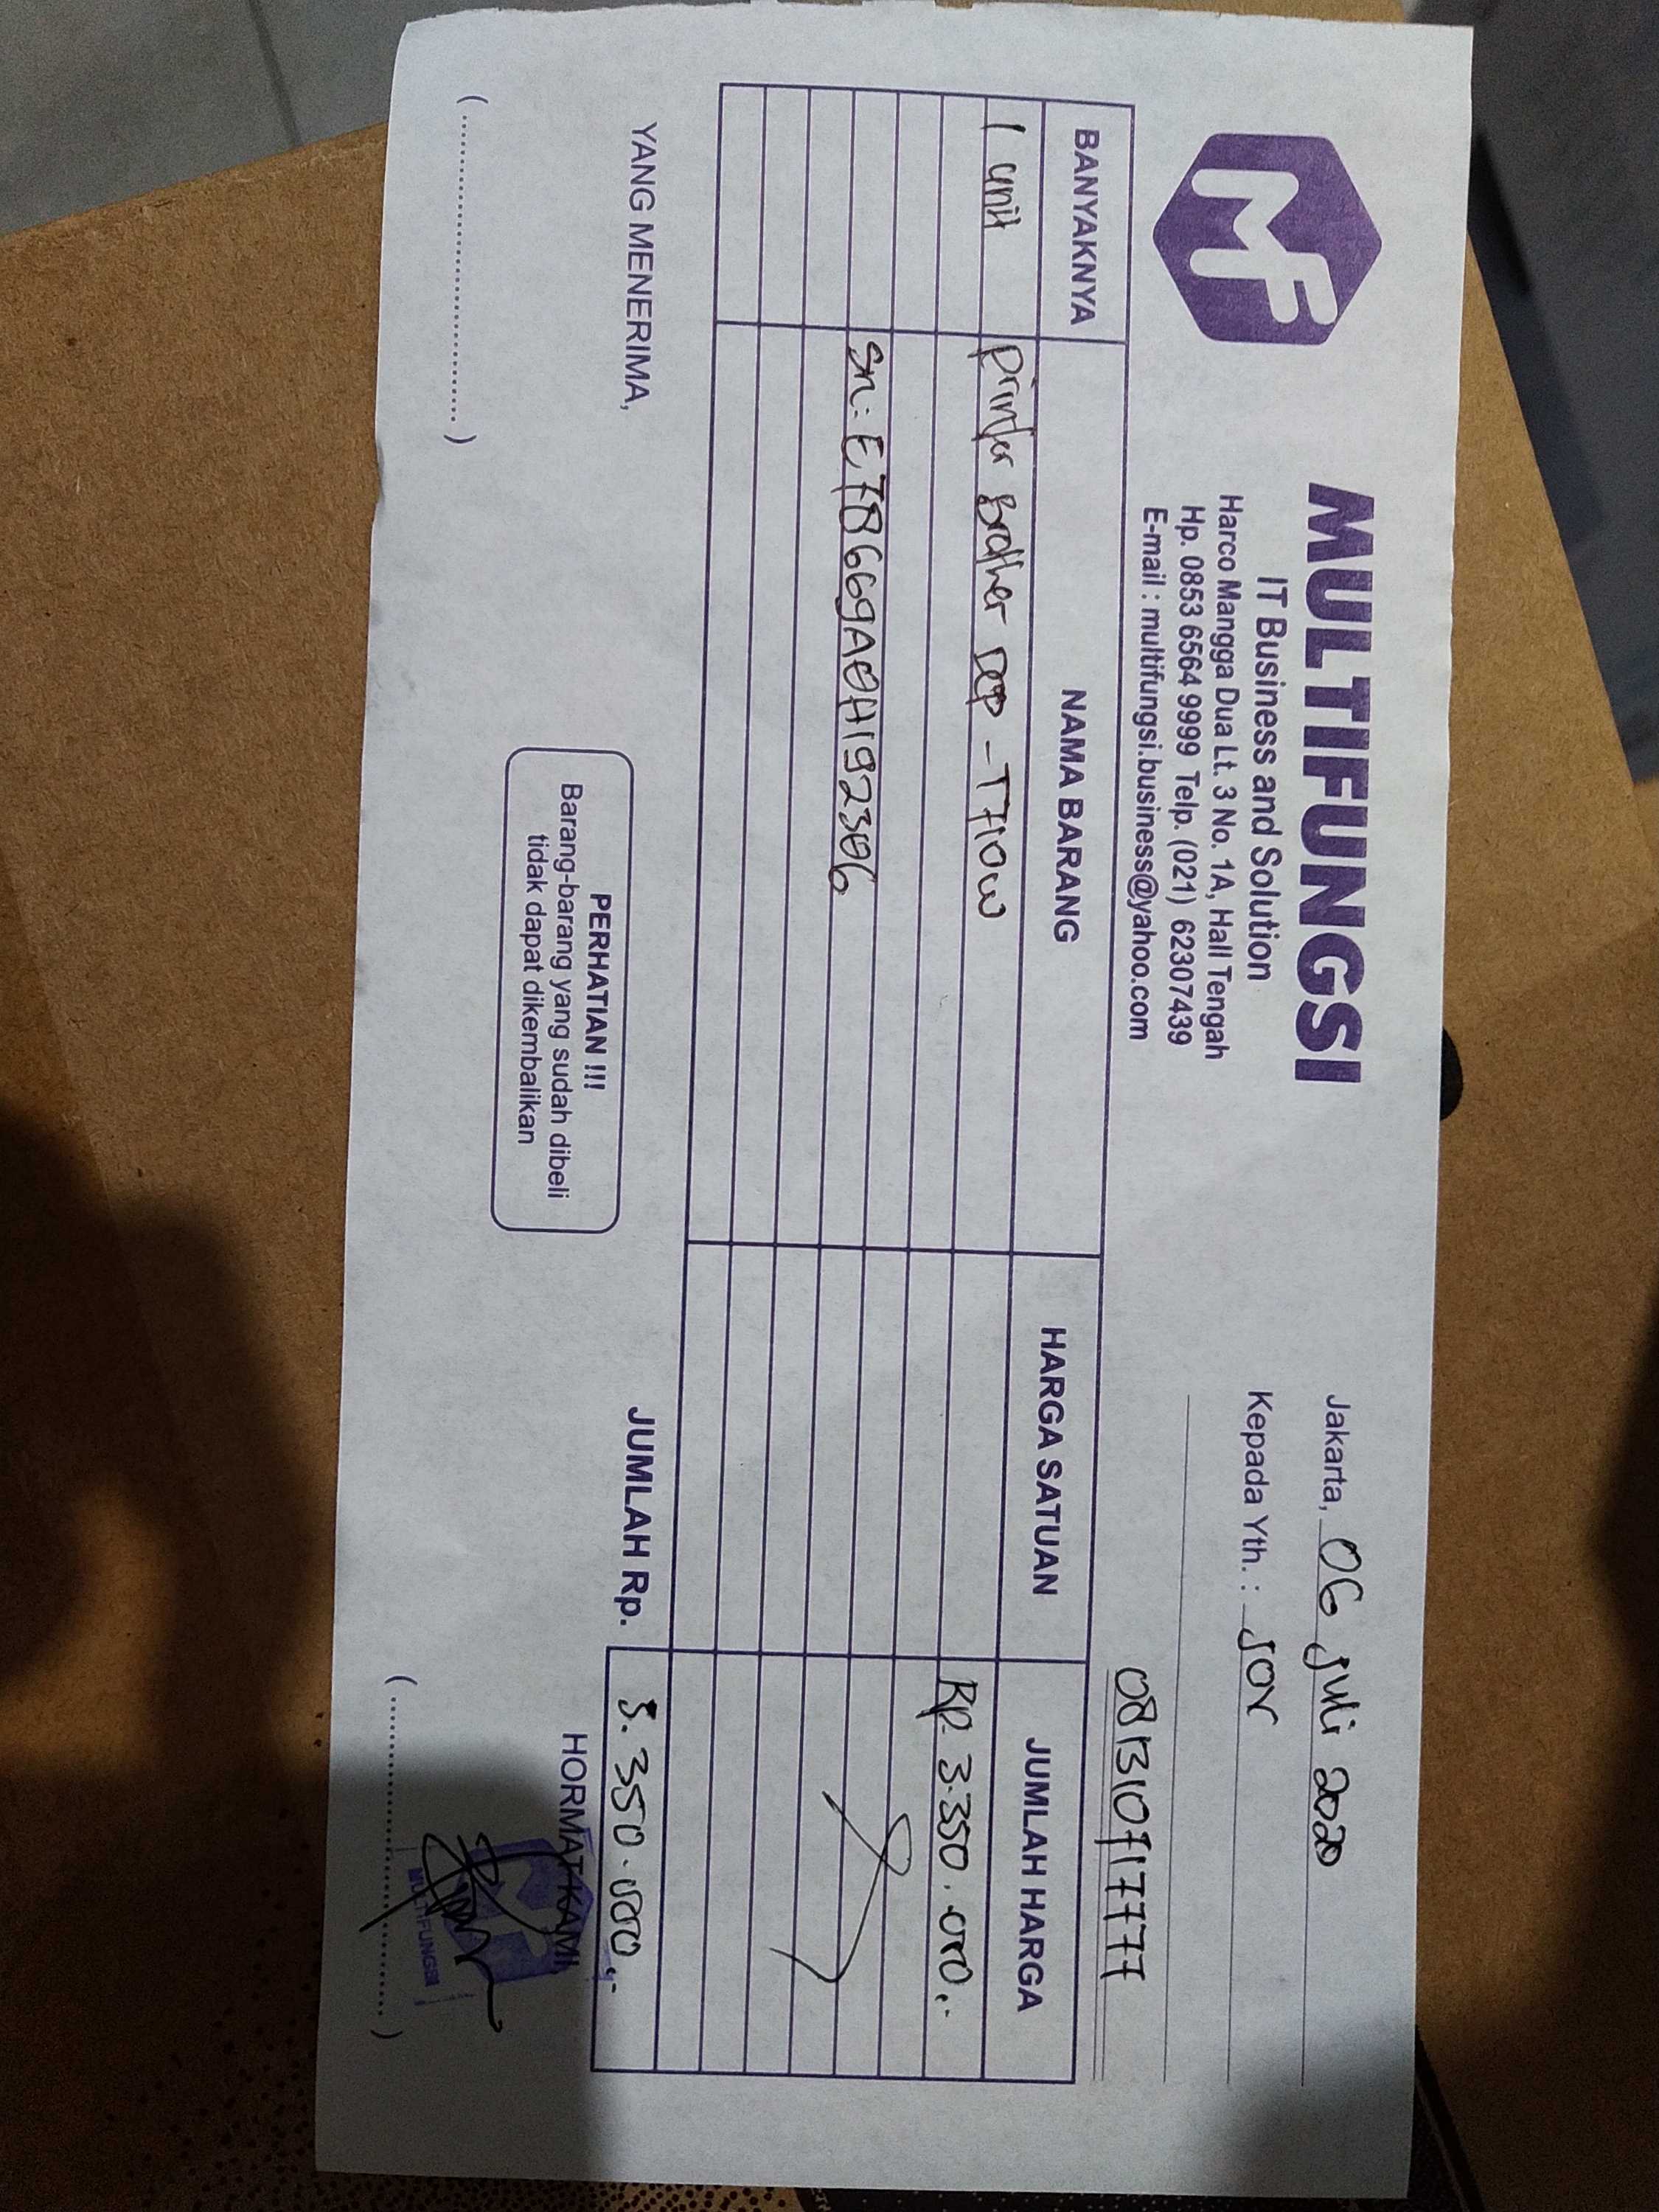 MF
MULTIFUNGSI
IT Business and Solution
Harco Mangga Dua Lt. 3 No. 1A, Hall Tengah
Hp. 0853 6564 9999 Telp. (021) 62307439
E-mail : multifungsi.business@yahoo.com
Jakarta, 06 Juli 2020
Kepada Yth. : Jor
081310717777
BANYAKNYA NAMA BARANG HARGA SATUAN JUMLAH HARGA
1 unit Printer Brother DCP-T710W Rp. 3.350.000,-
Sn: E78669A0H192306
JUMLAH Rp. 3.350.000,-
YANG MENERIMA,
PERHATIAN !!!
Barang-barang yang sudah dibeli
tidak dapat dikembalikan
HORMAT KAMI,
MULTIFUNGSI
(....................................) (....................................)